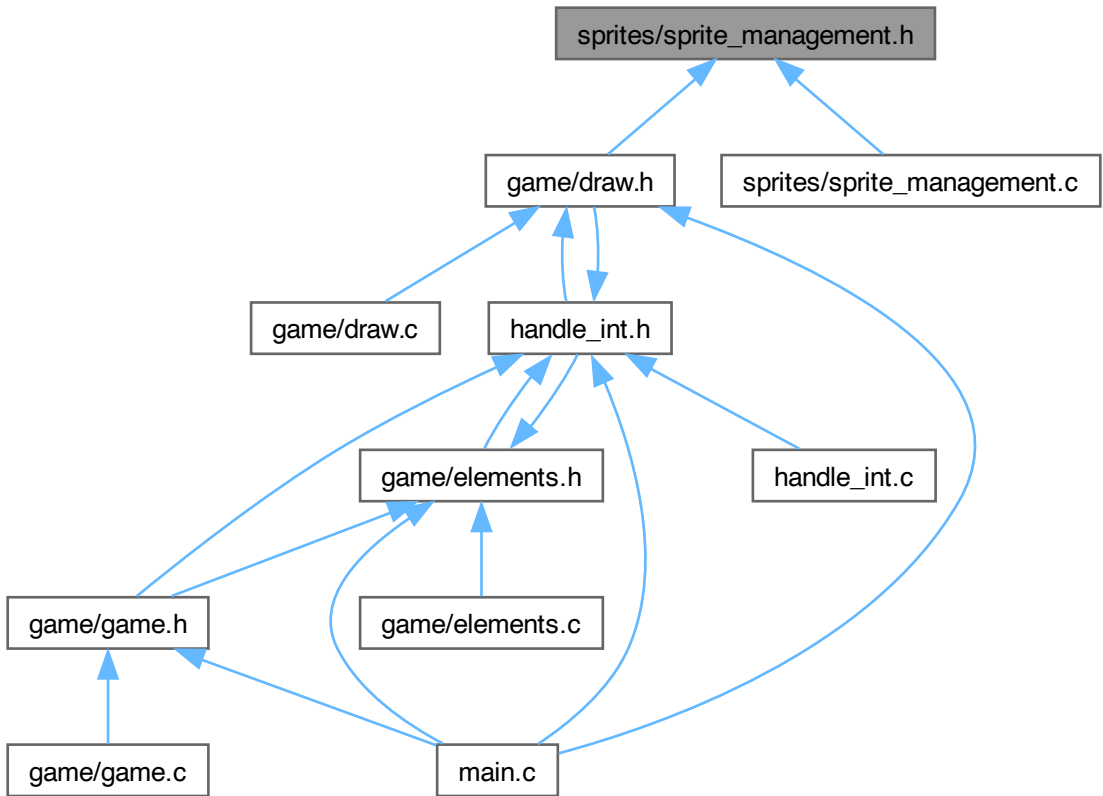 sprites/sprite_management.h
game/draw.h
sprites/sprite_management.c
game/draw.c
handle_int.h
game/elements.h
handle_int.c
game/game.h
game/elements.c
game/game.c
main.c